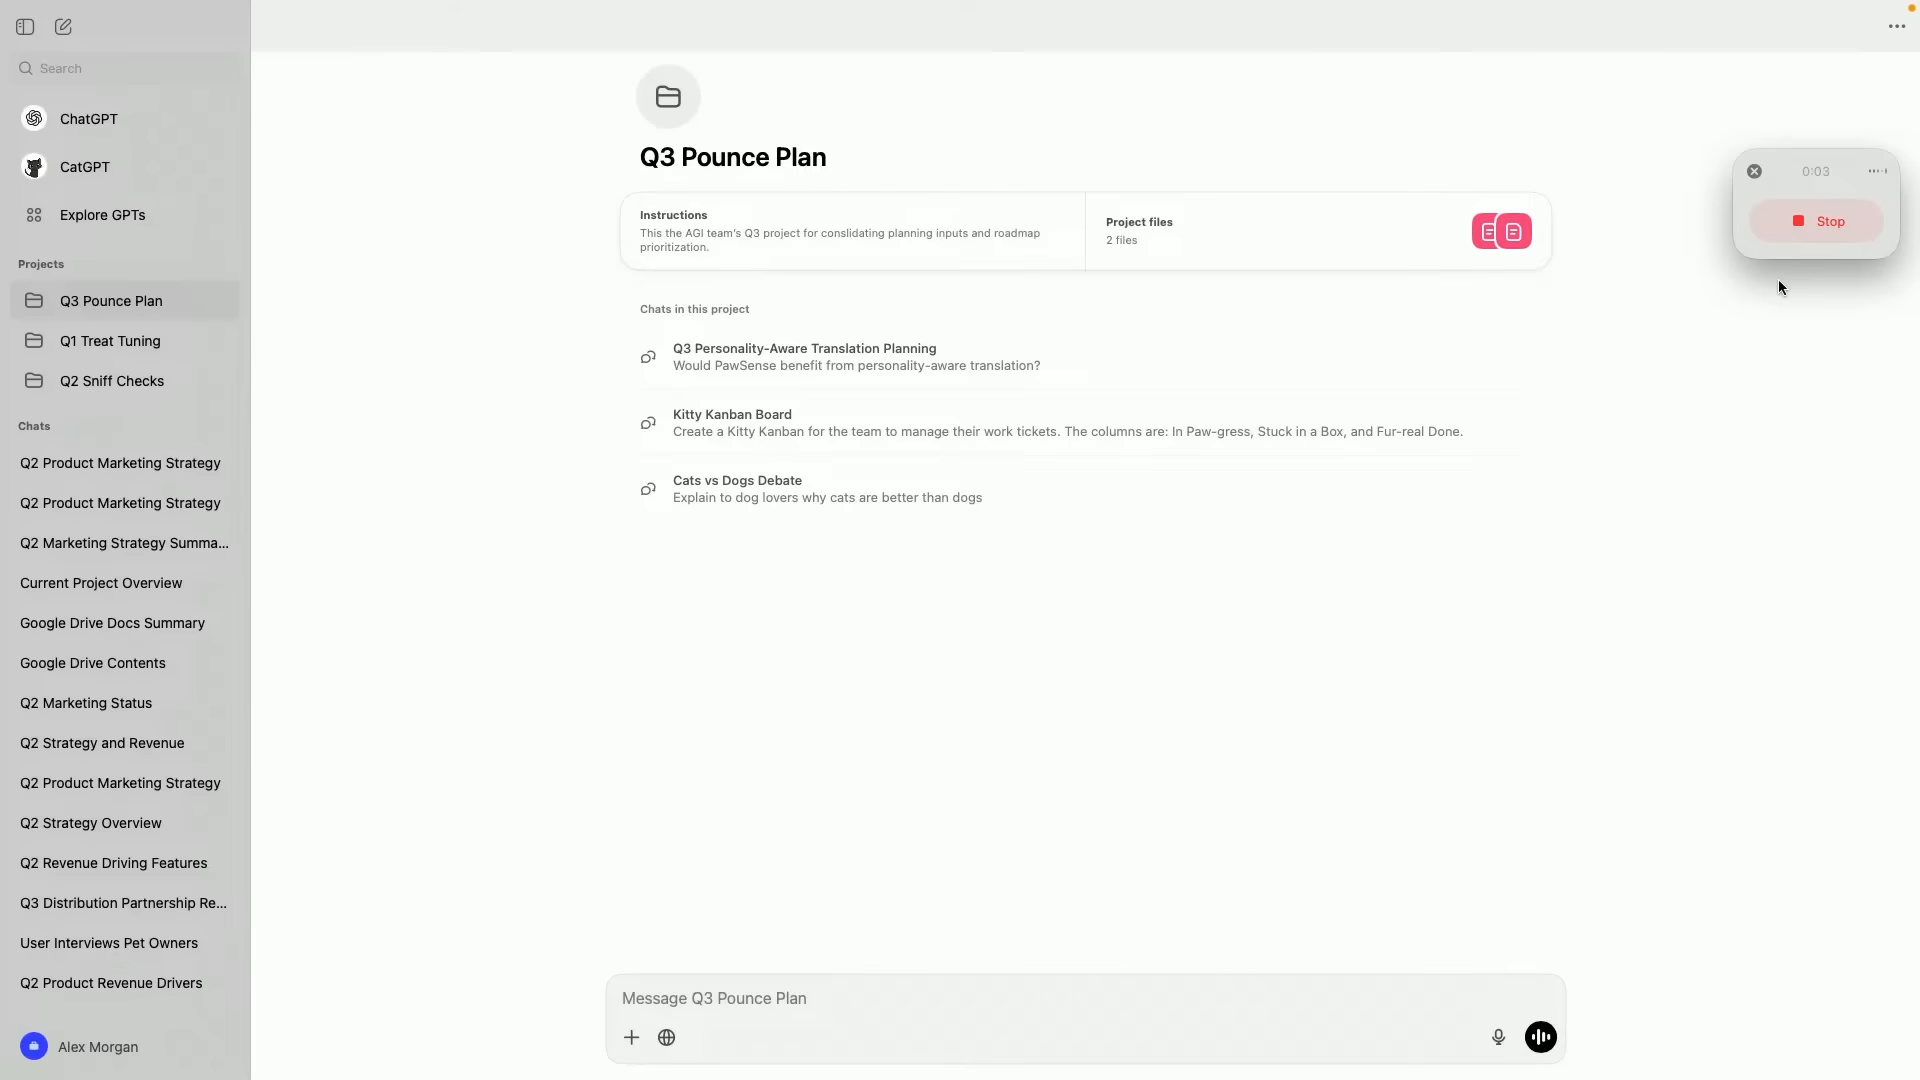 Search
ChatGPT
CatGPT
Explore GPTs
Projects
Q3 Pounce Plan
Q1 Treat Tuning
Q2 Sniff Checks
Chats
Q2 Product Marketing Strategy
Q2 Product Marketing Strategy
Q2 Marketing Strategy Summa...
Current Project Overview
Google Drive Docs Summary
Google Drive Contents
Q2 Marketing Status
Q2 Strategy and Revenue
Q2 Product Marketing Strategy
Q2 Strategy Overview
Q2 Revenue Driving Features
Q3 Distribution Partnership Re...
User Interviews Pet Owners
Q2 Product Revenue Drivers
Alex Morgan
Q3 Pounce Plan
Instructions
This the AGI team's Q3 project for conslidating planning inputs and roadmap
prioritization.
Project files
2 files
Chats in this project
Q3 Personality-Aware Translation Planning
Would PawSense benefit from personality-aware translation?
Kitty Kanban Board
Create a Kitty Kanban for the team to manage their work tickets. The columns are: In Paw-gress, Stuck in a Box, and Fur-real Done.
Cats vs Dogs Debate
Explain to dog lovers why cats are better than dogs
Message Q3 Pounce Plan
0:03
Stop